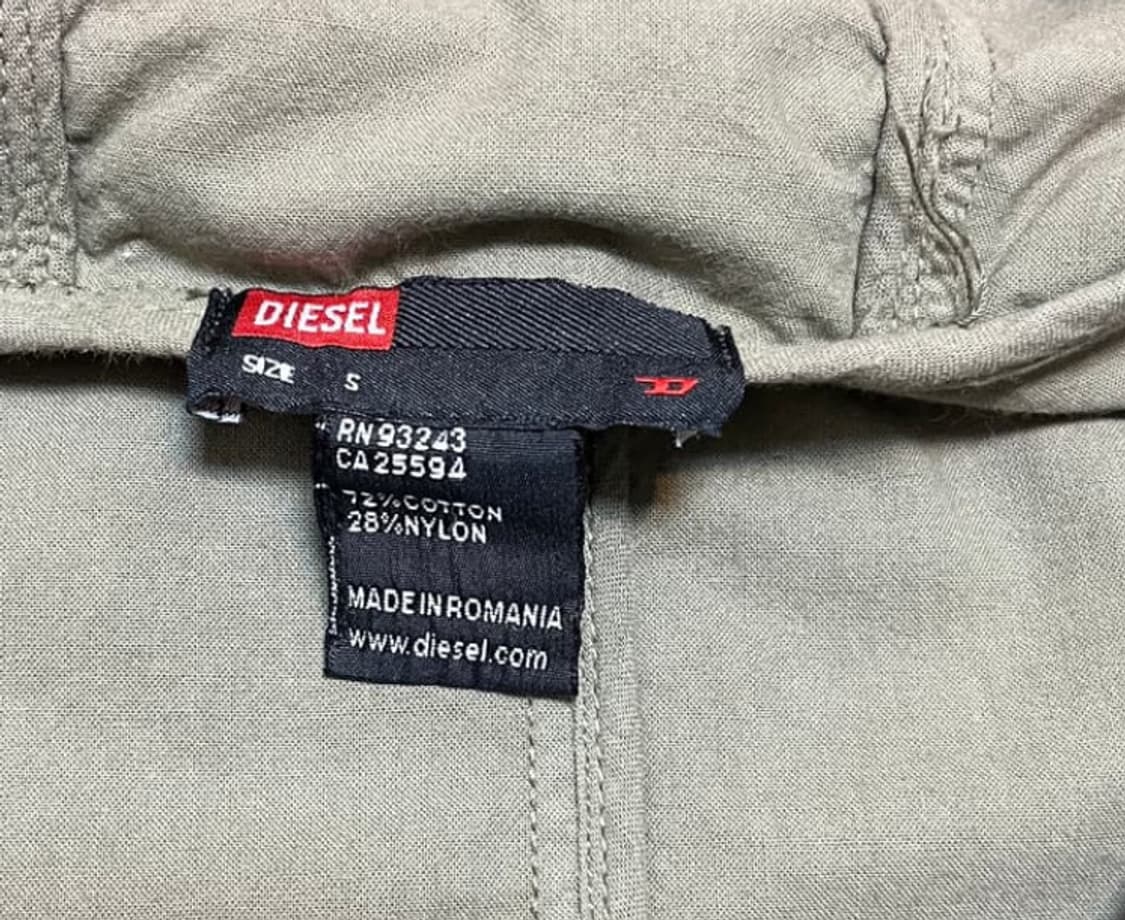 DIESEL
SIZE S
RN 93243
CA 25594
72%COTTON
28%NYLON
MADE IN ROMANIA
www.diesel.com